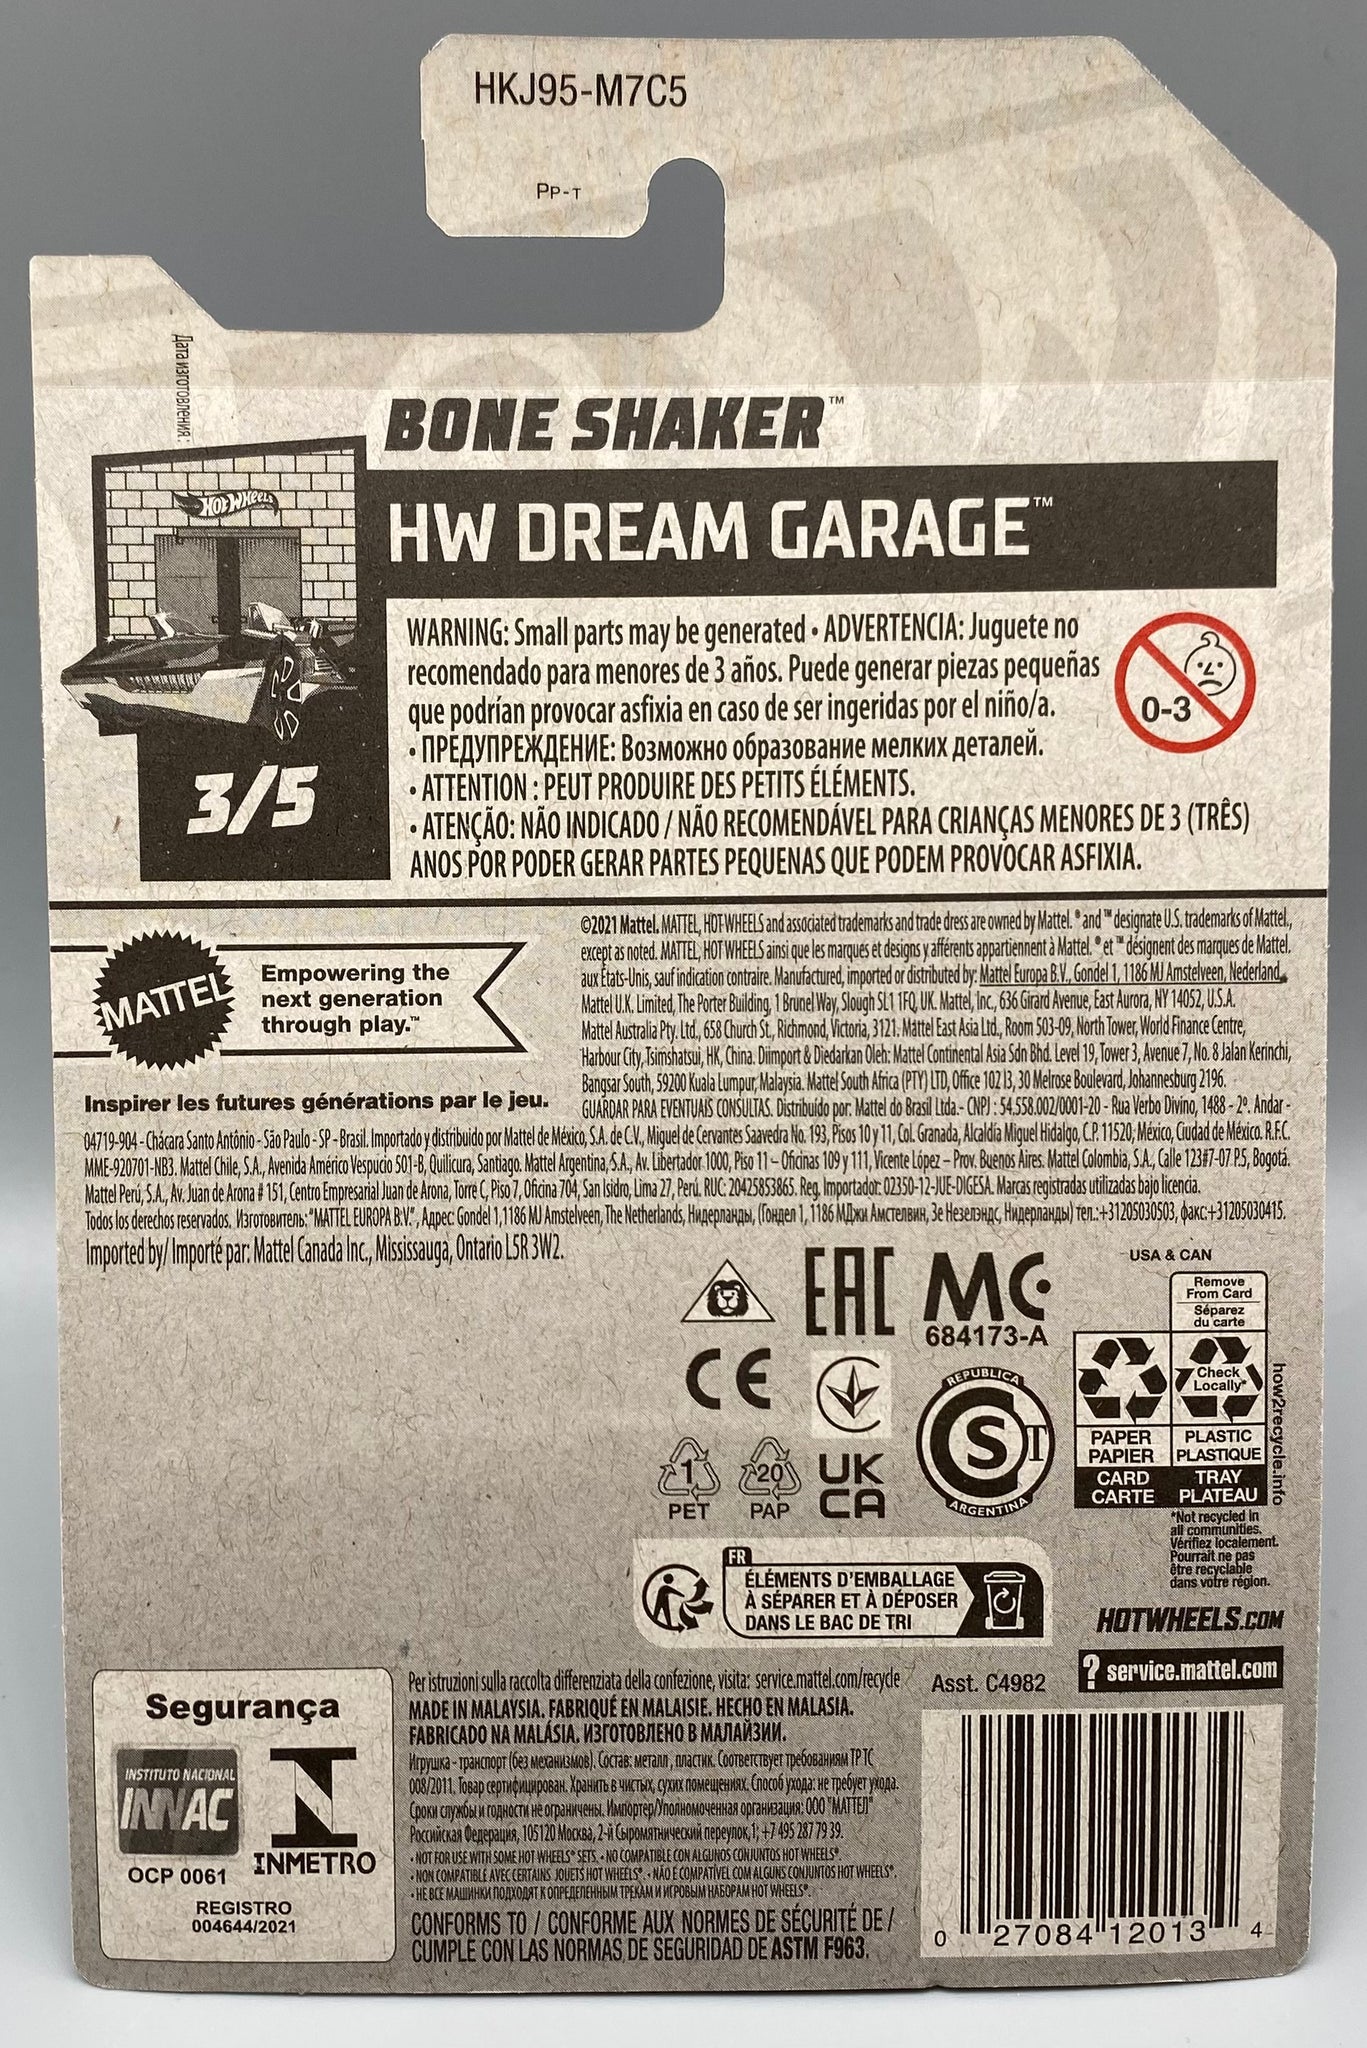 HKJ95-M7C5
PP-T
Дата изготовления :
BONE SHAKER™
HOT WHEELS
HW DREAM GARAGE™
3/5
WARNING: Small parts may be generated • ADVERTENCIA: Juguete no
recomendado para menores de 3 años. Puede generar piezas pequeñas
que podrían provocar asfixia en caso de ser ingeridas por el niño/a.
• ПРЕДУПРЕЖДЕНИЕ: Возможно образование мелких деталей.
• ATTENTION : PEUT PRODUIRE DES PETITS ÉLÉMENTS.
• ATENÇÃO: NÃO INDICADO / NÃO RECOMENDÁVEL PARA CRIANÇAS MENORES DE 3 (TRÊS)
ANOS POR PODER GERAR PARTES PEQUENAS QUE PODEM PROVOCAR ASFIXIA.
0-3
MATTEL
Empowering the
next generation
through play.™
Inspirer les futures générations par le jeu.
©2021 Mattel. MATTEL, HOT WHEELS and associated trademarks and trade dress are owned by Mattel. ® and ™ designate U.S. trademarks of Mattel,
except as noted. MATTEL, HOT WHEELS ainsi que les marques et designs y afférents appartiennent à Mattel. ® et ™ désignent des marques de Mattel.
aux États-Unis, sauf indication contraire. Manufactured, imported or distributed by: Mattel Europa B.V., Gondel 1, 1186 MJ Amstelveen, Nederland.
Mattel U.K. Limited, The Porter Building, 1 Brunel Way, Slough SL1 1FQ, UK. Mattel, Inc., 636 Girard Avenue, East Aurora, NY 14052, U.S.A.
Mattel Australia Pty. Ltd., 658 Church St., Richmond, Victoria, 3121. Mattel East Asia Ltd., Room 503-09, North Tower, World Finance Centre,
Harbour City, Tsimshatsui, HK, China. Diimport & Diedarkan Oleh: Mattel Continental Asia Sdn Bhd. Level 19, Tower 3, Avenue 7, No. 8 Jalan Kerinchi,
Bangsar South, 59200 Kuala Lumpur, Malaysia. Mattel South Africa (PTY) LTD, Office 102 I3, 30 Melrose Boulevard, Johannesburg 2196.
GUARDAR PARA EVENTUAIS CONSULTAS. Distribuído por: Mattel do Brasil Ltda.- CNPJ : 54.558.002/0001-20 - Rua Verbo Divino, 1488 - 2º. Andar -
04719-904 - Chácara Santo Antônio - São Paulo - SP - Brasil. Importado y distribuido por Mattel de México, S.A. de C.V., Miguel de Cervantes Saavedra No. 193, Pisos 10 y 11, Col. Granada, Alcaldía Miguel Hidalgo, C.P. 11520, México, Ciudad de México. R.F.C.
MME-920701-NB3. Mattel Chile, S.A., Avenida Américo Vespucio 501-B, Quilicura, Santiago. Mattel Argentina, S.A., Av. Libertador 1000, Piso 11 – Oficinas 109 y 111, Vicente López – Prov. Buenos Aires. Mattel Colombia, S.A., Calle 123#7-07 P.5, Bogotá.
Mattel Perú, S.A., Av. Juan de Arona # 151, Centro Empresarial Juan de Arona, Torre C, Piso 7, Oficina 704, San Isidro, Lima 27, Perú. RUC: 20425853865. Reg. Importador: 02350-12-JUE-DIGESA. Marcas registradas utilizadas bajo licencia.
Todos los derechos reservados. Изготовитель: "MATTEL EUROPA B.V.", Адрес: Gondel 1, 1186 MJ Amstelveen, The Netherlands, Нидерланды, (Гондел 1, 1186 МДжи Амстелвин, Зе Незелэндс, Нидерланды) тел.:+31205030503, факс:+31205030415.
Imported by/ Importé par: Mattel Canada Inc., Mississauga, Ontario L5R 3W2.
EAC
MC
684173-A
CE
REPUBLICA
S T
ARGENTINA
1
PET
20
PAP
UK
CA
USA & CAN
Remove
From Card
Séparez
du carte
Check
Locally*
PAPER
PAPIER
CARD
CARTE
PLASTIC
PLASTIQUE
TRAY
PLATEAU
how2recycle.info
*Not recycled in
all communities.
Vérifiez localement.
Pourrait ne pas
être recyclable
dans votre région.
FR
ÉLÉMENTS D'EMBALLAGE
À SÉPARER ET À DÉPOSER
DANS LE BAC DE TRI
HOTWHEELS.COM
? service.mattel.com
Asst. C4982
Segurança
INSTITUTO NACIONAL
INNAC
OCP 0061
INMETRO
REGISTRO
004644/2021
Per istruzioni sulla raccolta differenziata della confezione, visita: service.mattel.com/recycle
MADE IN MALAYSIA. FABRIQUÉ EN MALAISIE. HECHO EN MALASIA.
FABRICADO NA MALÁSIA. ИЗГОТОВЛЕНО В МАЛАЙЗИИ.
Игрушка - транспорт (без механизмов). Состав: металл, пластик. Соответствует требованиям ТР ТС
008/2011. Товар сертифицирован. Хранить в чистых, сухих помещениях. Способ ухода: не требует ухода.
Сроки службы и годности не ограничены. Импортер/Уполномоченная организация: ООО "МАТТЕЛ"
Российская Федерация, 105120 Москва, 2-й Сыромятнический переулок,1; +7 495 287 79 39.
• NOT FOR USE WITH SOME HOT WHEELS® SETS. • NO COMPATIBLE CON ALGUNOS CONJUNTOS HOT WHEELS®.
• NON COMPATIBLE AVEC CERTAINS JOUETS HOT WHEELS®. • NÃO É COMPATÍVEL COM ALGUNS CONJUNTOS HOT WHEELS®.
• НЕ ВСЕ МАШИНКИ ПОДХОДЯТ К ОПРЕДЕЛЕННЫМ ТРЕКАМ И ИГРОВЫМ НАБОРАМ HOT WHEELS®.
CONFORMS TO / CONFORME AUX NORMES DE SÉCURITÉ DE /
CUMPLE CON LAS NORMAS DE SEGURIDAD DE ASTM F963.
0 27084 12013 4